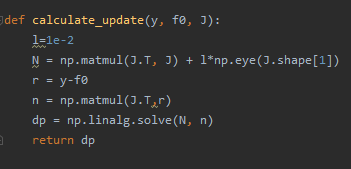 def calculate_update(y, f0, J):
    l=1e-2
    N = np.matmul(J.T, J) + l*np.eye(J.shape[1])
    r = y-f0
    n = np.matmul(J.T,r)
    dp = np.linalg.solve(N, n)
    return dp